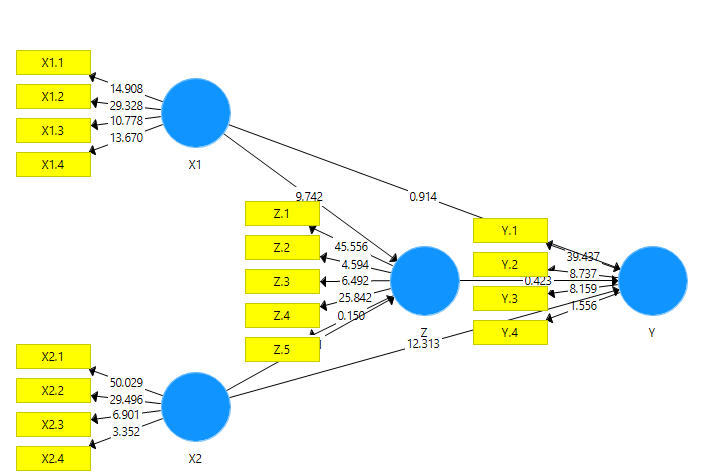 X1.1
X1.2
X1.3
X1.4
14.908
29.328
10.778
13.670
X1
9.742
0.914
Z.1
Z.2
Z.3
Z.4
Z.5
45.556
4.594
6.492
25.842
0.150
Z
Y.1
Y.2
Y.3
Y.4
39.437
8.737
0.423
8.159
1.556
Y
12.313
X2.1
X2.2
X2.3
X2.4
50.029
29.496
6.901
3.352
X2